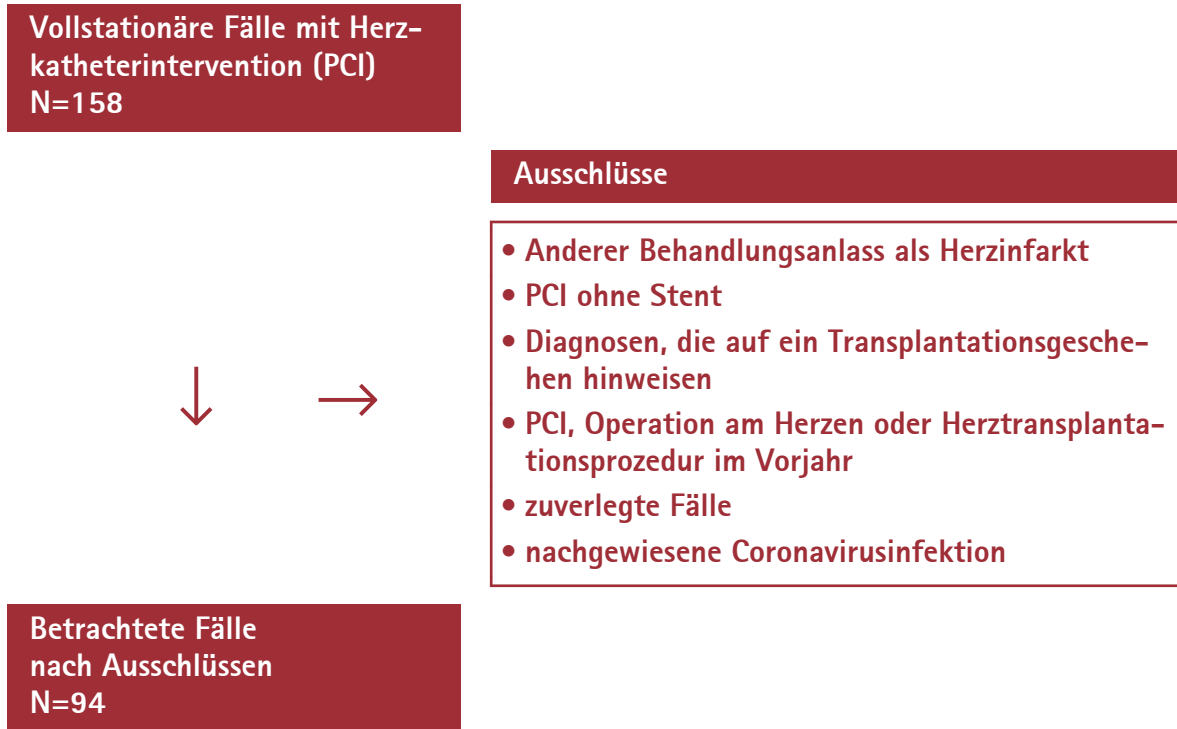 Vollstationäre Fälle mit Herz-
katheterintervention (PCI)
N=158
Ausschlüsse
• Anderer Behandlungsanlass als Herzinfarkt
• PCI ohne Stent
• Diagnosen, die auf ein Transplantationsgesche-
hen hinweisen
• PCI, Operation am Herzen oder Herztransplanta-
tionsprozedur im Vorjahr
• zuverlegte Fälle
• nachgewiesene Coronavirusinfektion
Betrachtete Fälle
nach Ausschlüssen
N=94